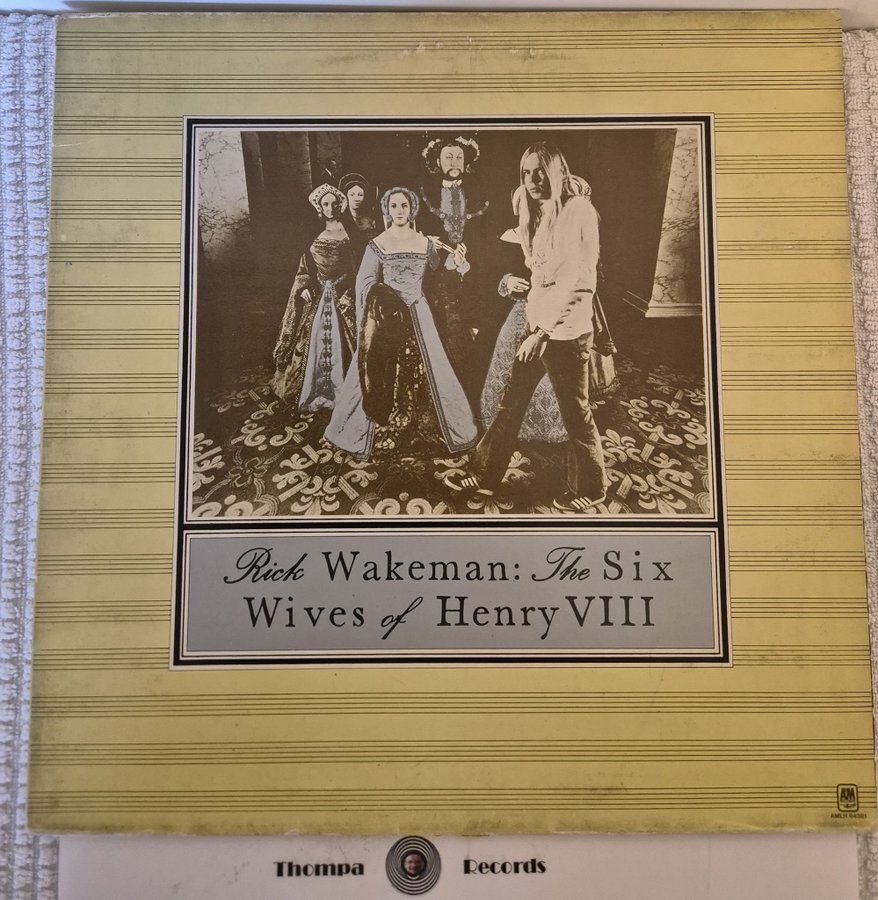 Rick Wakeman: The Six
Wives of Henry VIII
A&M
AMLH 64361
Thompa Records